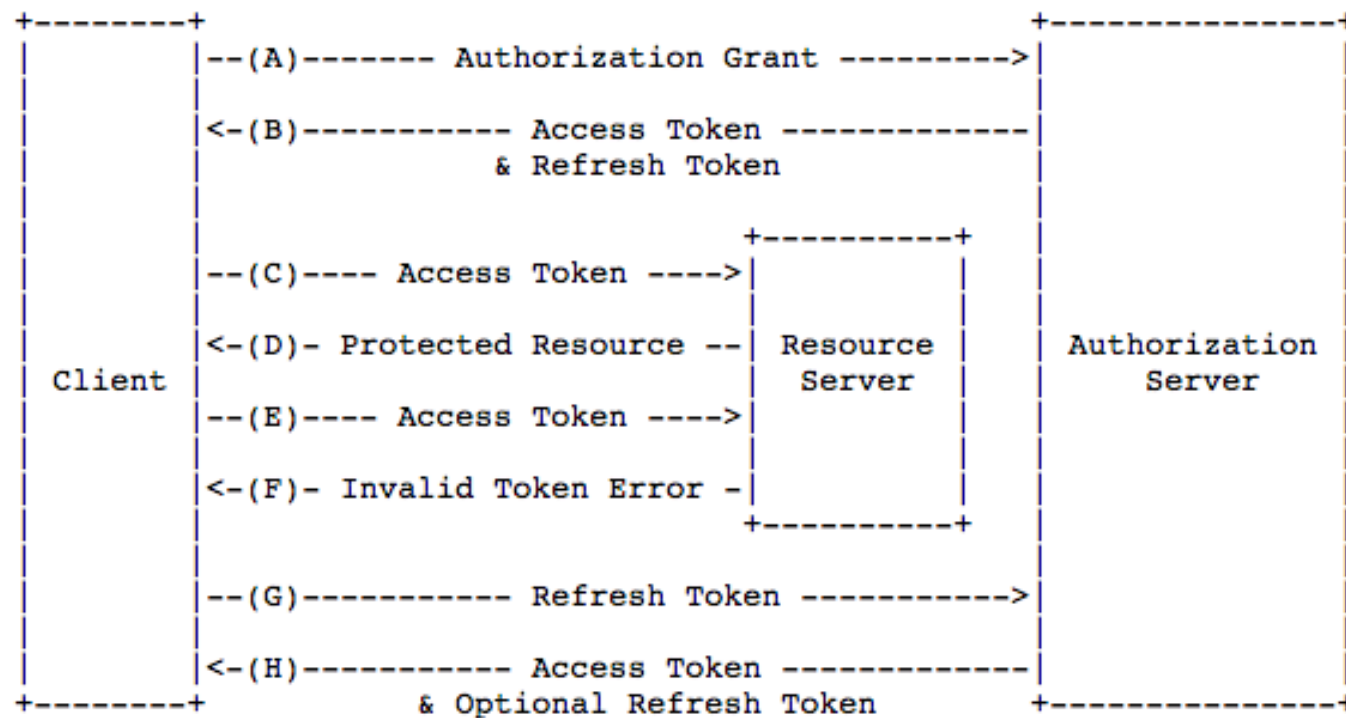 +--------+                                           +---------------+
|        |--(A)------- Authorization Grant --------->|               |
|        |                                           |               |
|        |<-(B)----------- Access Token -------------|               |
|        |               & Refresh Token             |               |
|        |                                           |               |
|        |                            +----------+   |               |
|        |--(C)---- Access Token ---->|          |   |               |
|        |                            |          |   |               |
|        |<-(D)- Protected Resource --| Resource |   | Authorization |
| Client |                            |  Server  |   |     Server    |
|        |--(E)---- Access Token ---->|          |   |               |
|        |                            |          |   |               |
|        |<-(F)- Invalid Token Error -|          |   |               |
|        |                            +----------+   |               |
|        |                                           |               |
|        |--(G)----------- Refresh Token ----------->|               |
|        |                                           |               |
|        |<-(H)----------- Access Token -------------|               |
+--------+           & Optional Refresh Token        +---------------+